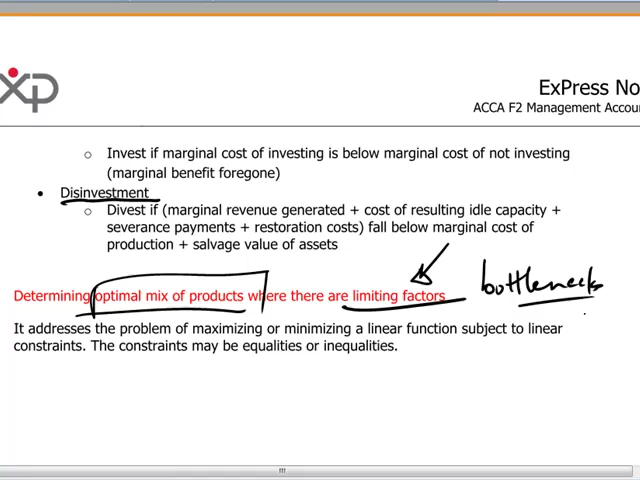 xp
ExPress No
ACCA F2 Management Accou
o Invest if marginal cost of investing is below marginal cost of not investing
(marginal benefit foregone)
• Disinvestment
o Divest if (marginal revenue generated + cost of resulting idle capacity +
severance payments + restoration costs) fall below marginal cost of
production + salvage value of assets
Determining optimal mix of products where there are limiting factors
bottlenecks
It addresses the problem of maximizing or minimizing a linear function subject to linear
constraints. The constraints may be equalities or inequalities.